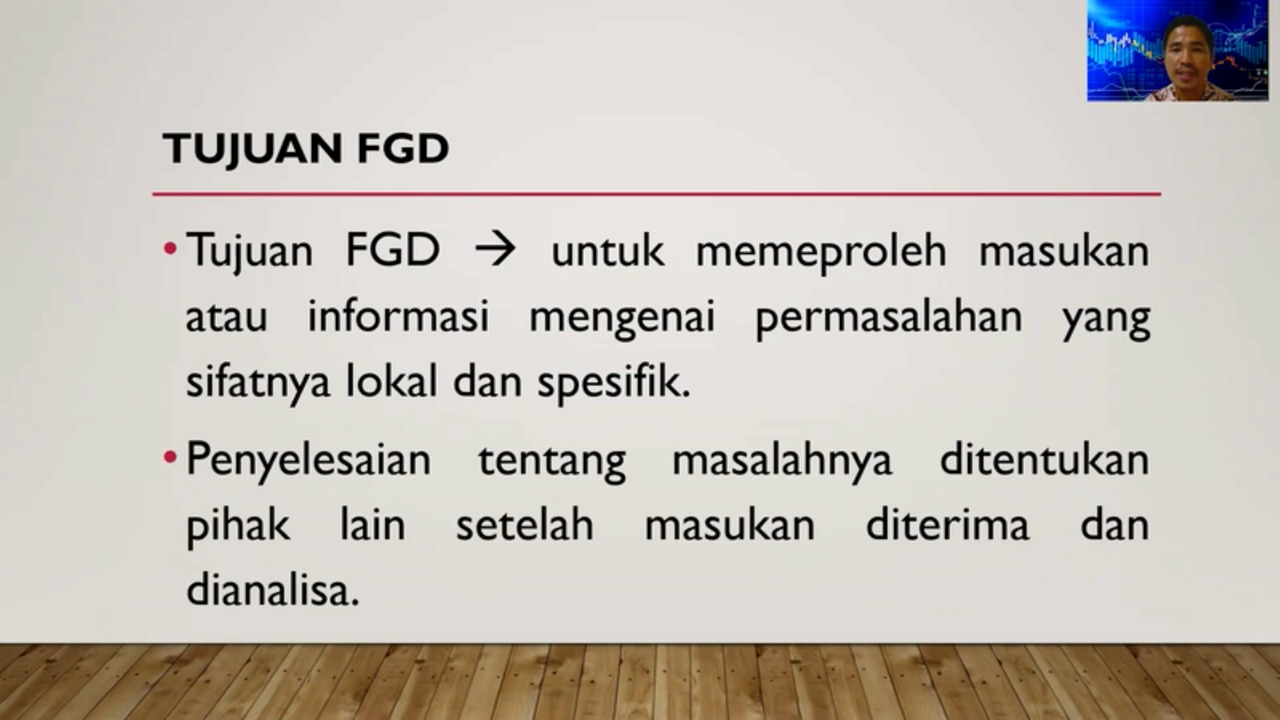 TUJUAN FGD
• Tujuan FGD → untuk memeproleh masukan
atau informasi mengenai permasalahan yang
sifatnya lokal dan spesifik.
• Penyelesaian tentang masalahnya ditentukan
pihak lain setelah masukan diterima dan
dianalisa.